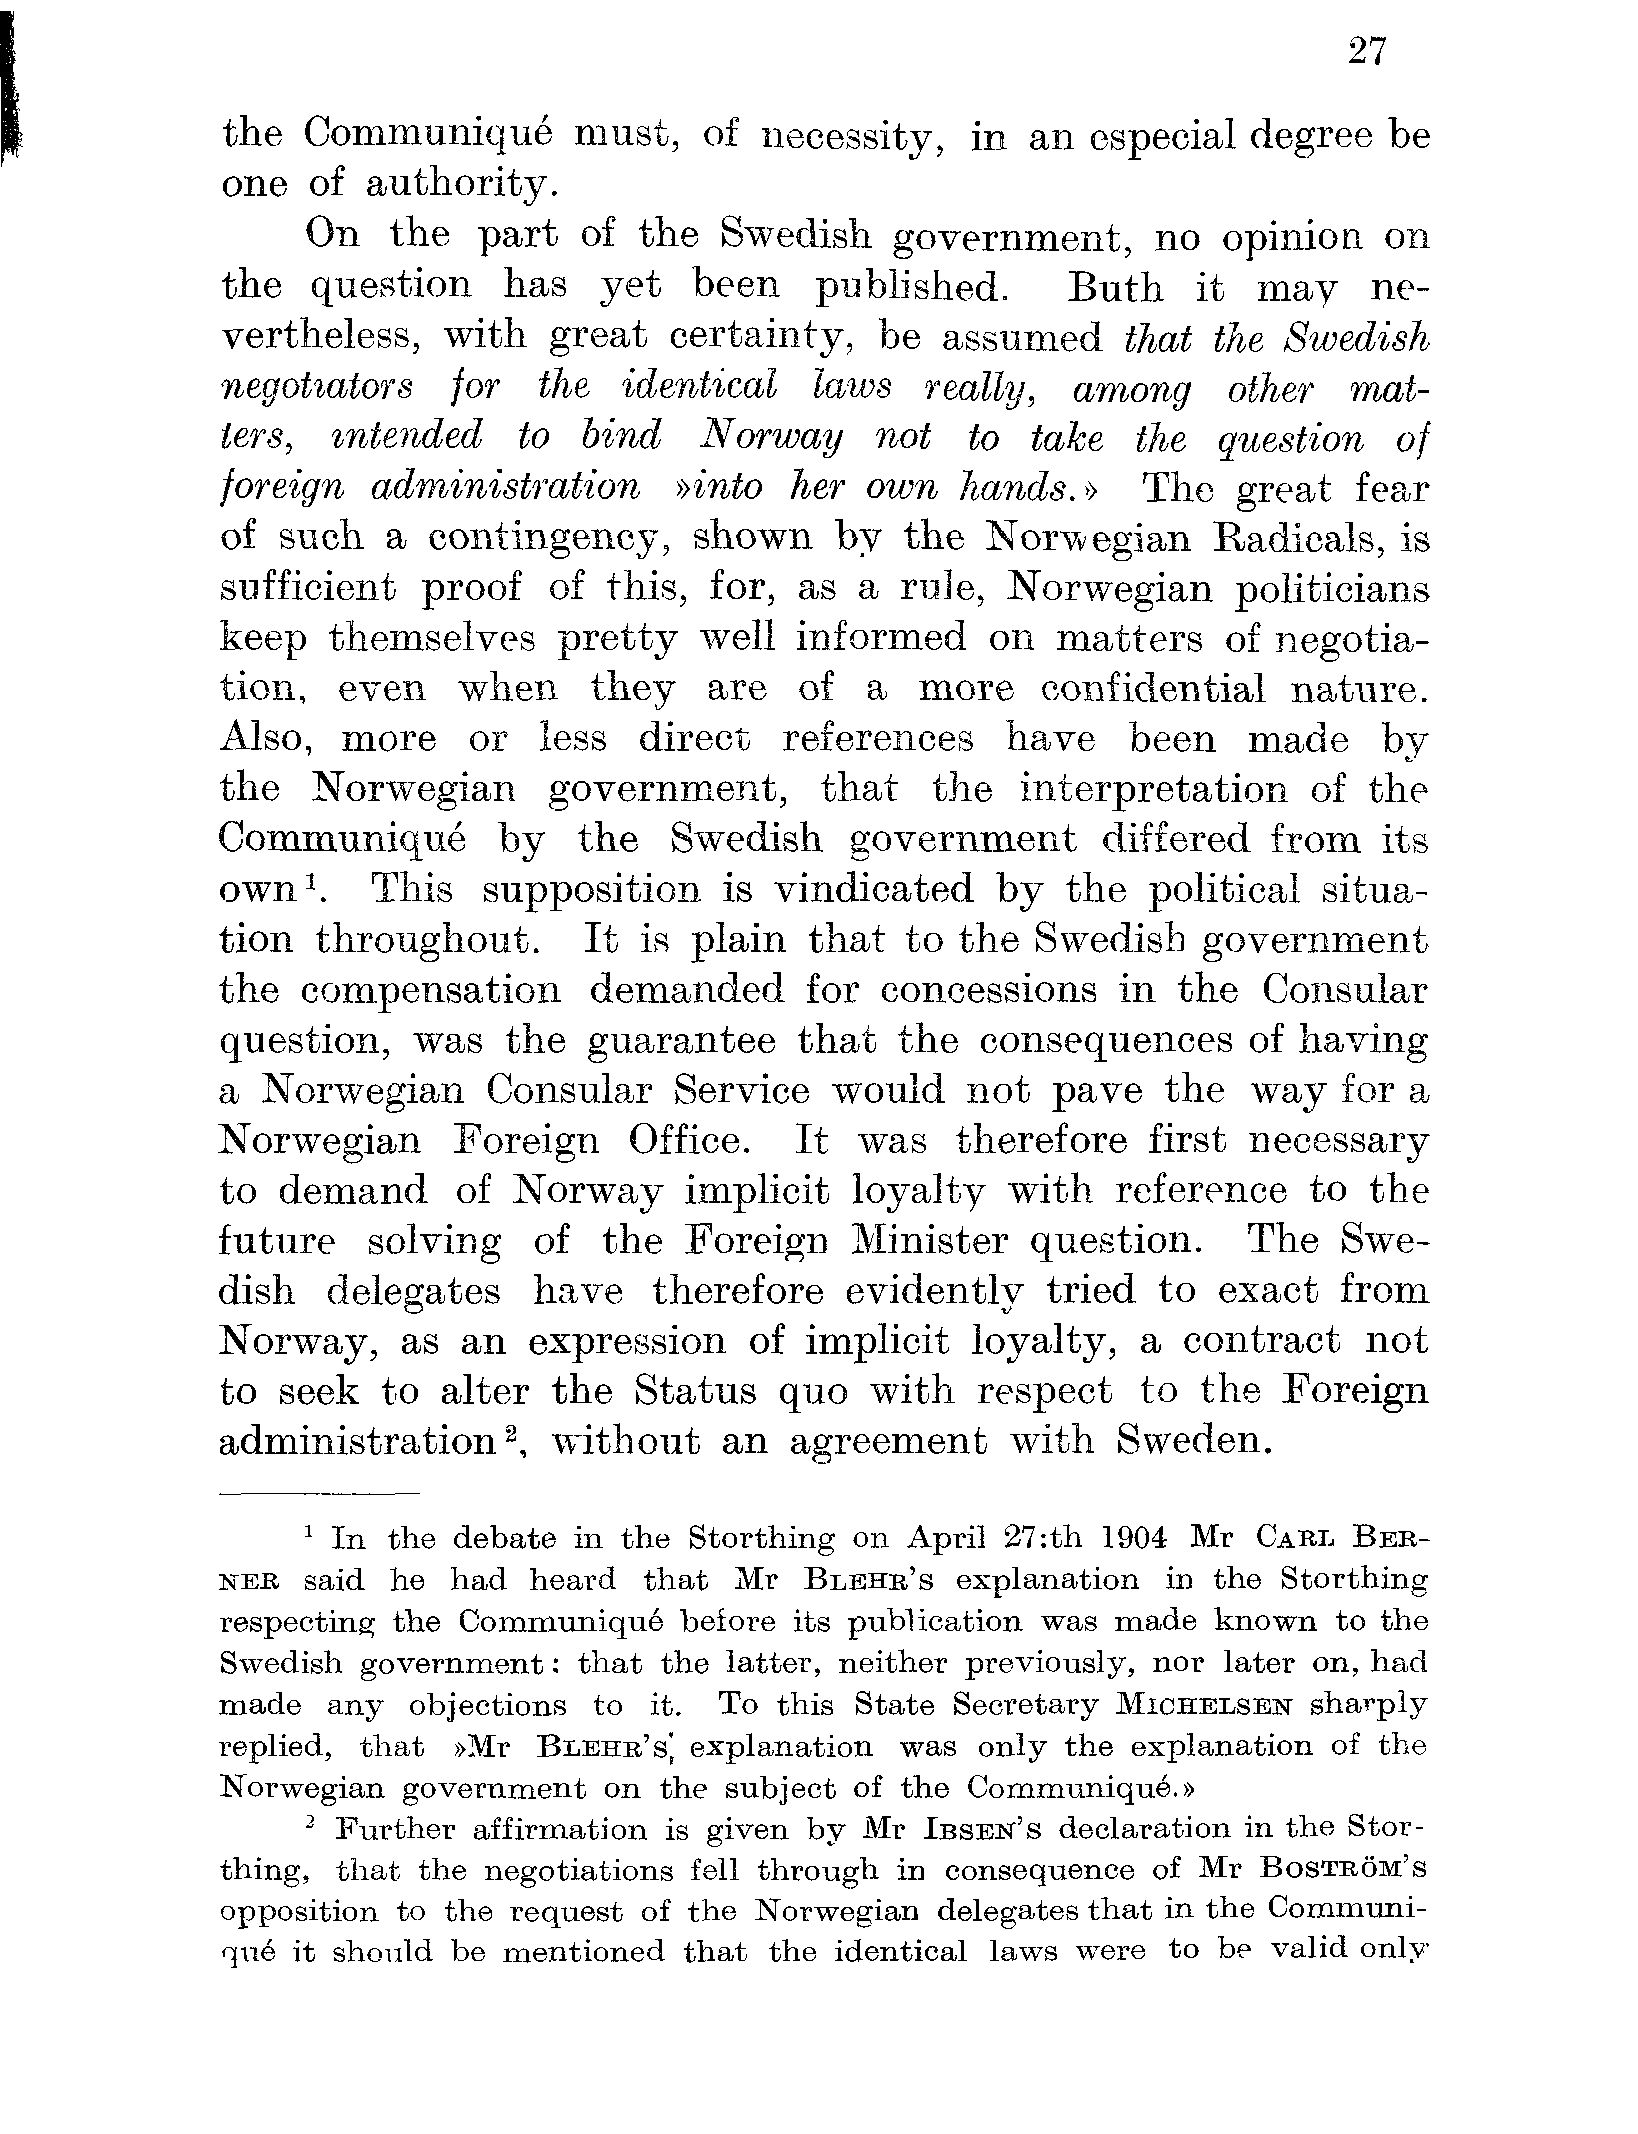 27
the Communiqué must, of necessity, in an especial degree be
one of authority.
On the part of the Swedish government, no opinion on
the question has yet been published. Buth it may ne-
vertheless, with great certainty, be assumed that the Swedish
negotiators for the identical laws really, among other mat-
ters, intended to bind Norway not to take the question of
foreign administration »into her own hands.» The great fear
of such a contingency, shown by the Norwegian Radicals, is
sufficient proof of this, for, as a rule, Norwegian politicians
keep themselves pretty well informed on matters of negotia-
tion, even when they are of a more confidential nature.
Also, more or less direct references have been made by
the Norwegian government, that the interpretation of the
Communiqué by the Swedish government differed from its
own ¹. This supposition is vindicated by the political situa-
tion throughout. It is plain that to the Swedish government
the compensation demanded for concessions in the Consular
question, was the guarantee that the consequences of having
a Norwegian Consular Service would not pave the way for a
Norwegian Foreign Office. It was therefore first necessary
to demand of Norway implicit loyalty with reference to the
future solving of the Foreign Minister question. The Swe-
dish delegates have therefore evidently tried to exact from
Norway, as an expression of implicit loyalty, a contract not
to seek to alter the Status quo with respect to the Foreign
administration ², without an agreement with Sweden.
¹ In the debate in the Storthing on April 27:th 1904 Mr CARL BER-
NER said he had heard that Mr BLEHR'S explanation in the Storthing
respecting the Communiqué before its publication was made known to the
Swedish government: that the latter, neither previously, nor later on, had
made any objections to it. To this State Secretary MICHELSEN sharply
replied, that »Mr BLEHR'S; explanation was only the explanation of the
Norwegian government on the subject of the Communiqué.»
² Further affirmation is given by Mr IBSEN'S declaration in the Stor-
thing, that the negotiations fell through in consequence of Mr BOSTRÖM'S
opposition to the request of the Norwegian delegates that in the Communi-
qué it should be mentioned that the identical laws were to be valid only